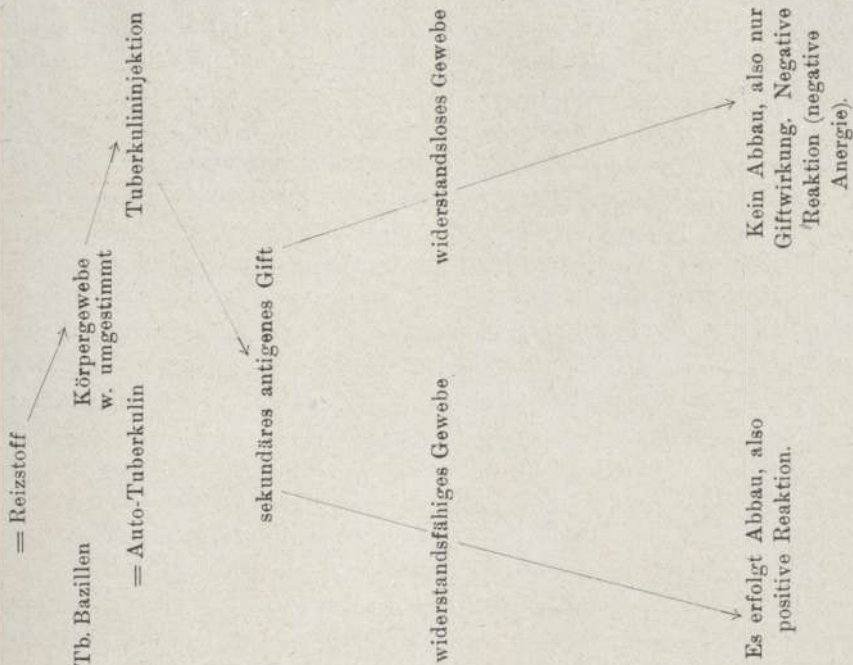 = Reizstoff
Tb. Bazillen
Körpergewebe
w. umgestimmt
= Auto-Tuberkulin
Tuberkulininjektion
sekundäres antigenes Gift
widerstandsfähiges Gewebe
widerstandsloses Gewebe
Es erfolgt Abbau, also
positive Reaktion.
Kein Abbau, also nur
Giftwirkung. Negative
Reaktion (negative
Anergie).